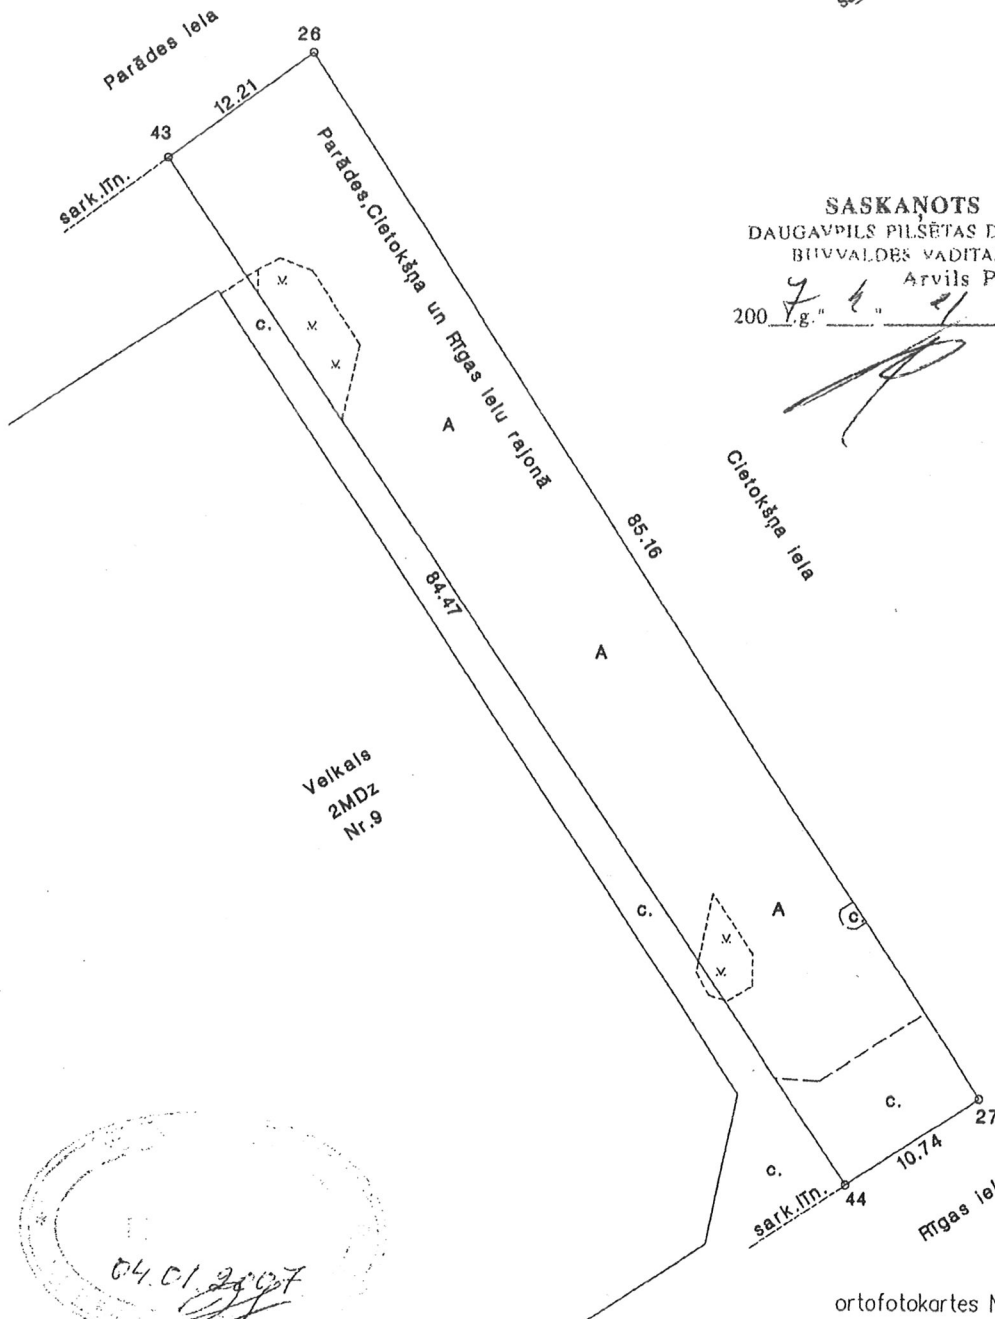 Parādes iela
26
12.21
43
sark.līn.
Parādes,Cietokšņa un Rīgas ielu rajonā
SASKAŅOTS
DAUGAVPILS PILSĒTAS D
BŪVVALDES VADĪTA
Arvils P
200 7.g. "
c.
v
v
v
A
Cietokšņa iela
85.16
84.47
A
Veikals
2MDz
Nr.9
c.
A
c.
v
v
c.
27
10.74
c.
44
sark.līn.
Rīgas iel
04.01.2007
ortofotokartes N